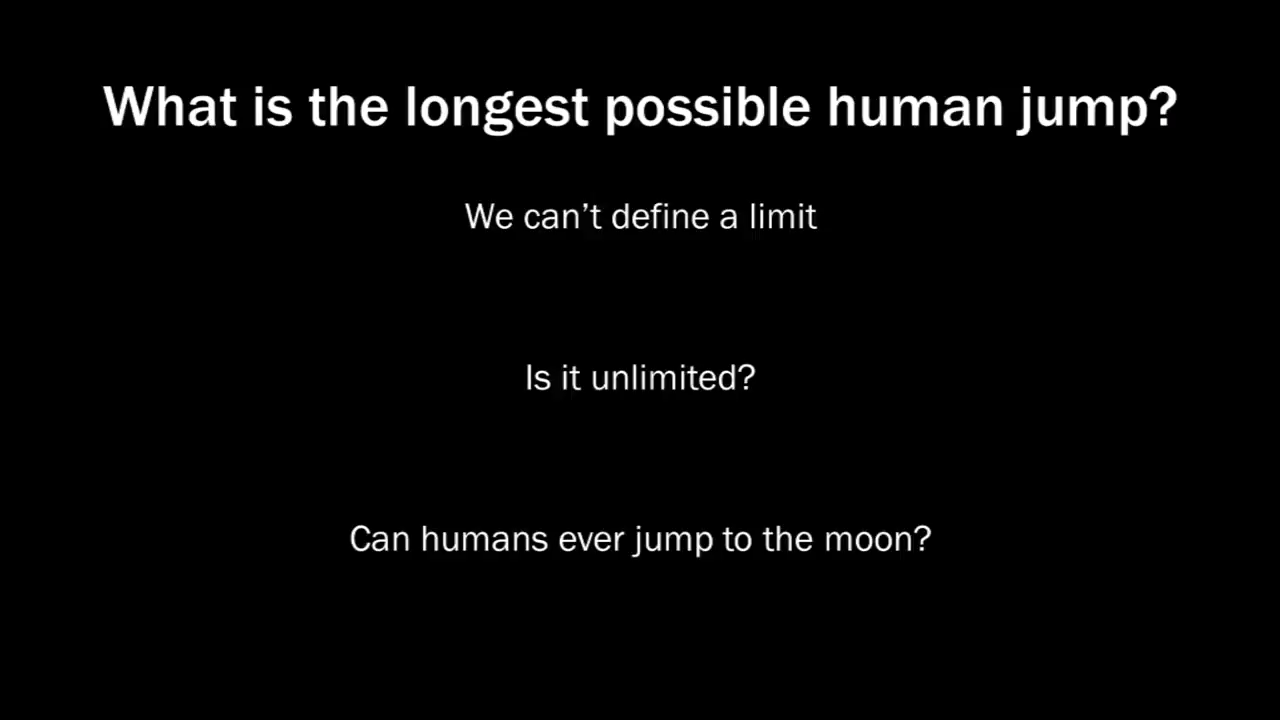 What is the longest possible human jump?
We can’t define a limit
Is it unlimited?
Can humans ever jump to the moon?